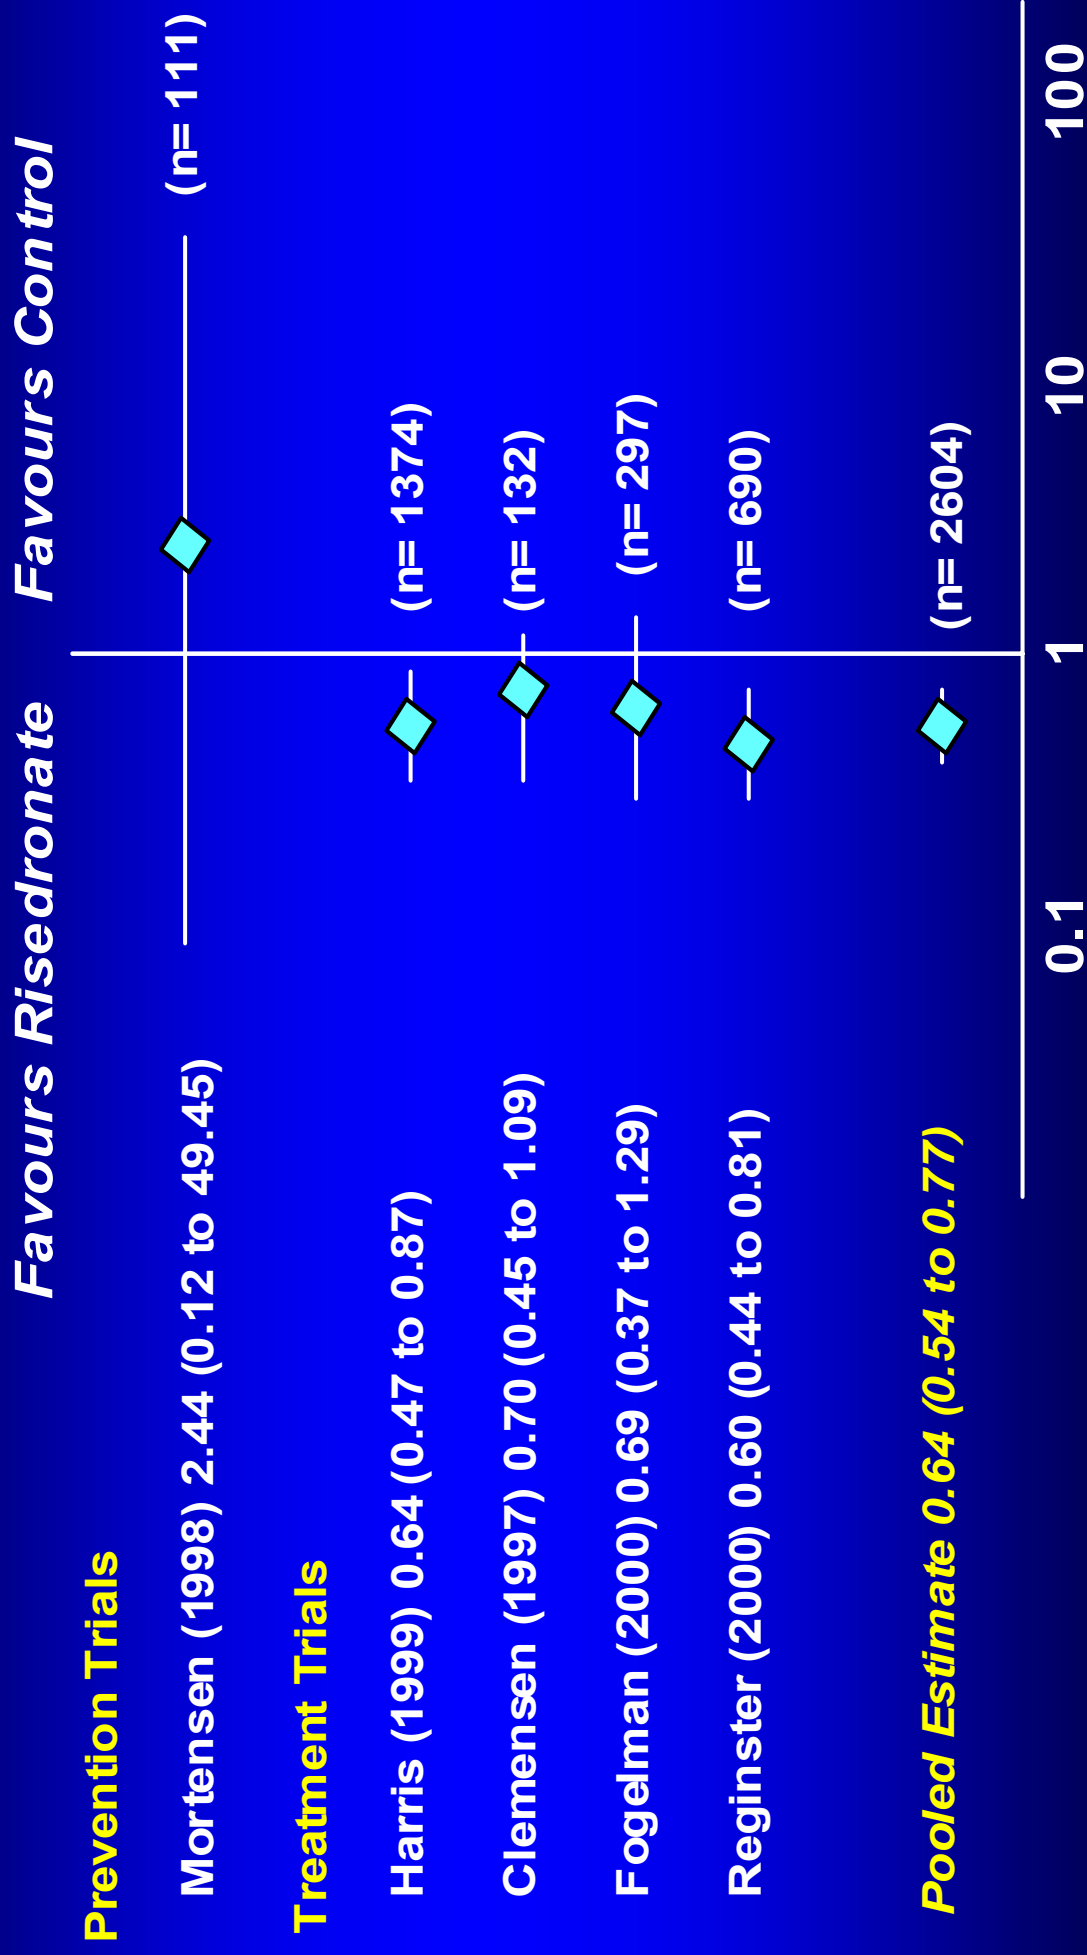 Favours Risedronate Favours Control
Prevention Trials
Mortensen (1998) 2.44 (0.12 to 49.45) (n= 111)
Treatment Trials
Harris (1999) 0.64 (0.47 to 0.87) (n= 1374)
Clemensen (1997) 0.70 (0.45 to 1.09) (n= 132)
Fogelman (2000) 0.69 (0.37 to 1.29) (n= 297)
Reginster (2000) 0.60 (0.44 to 0.81) (n= 690)
Pooled Estimate 0.64 (0.54 to 0.77) (n= 2604)
0.1 1 10 100